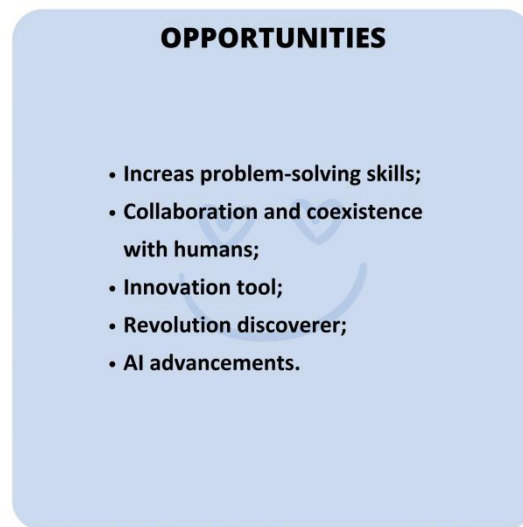 OPPORTUNITIES
• Increas problem-solving skills;
• Collaboration and coexistence
with humans;
• Innovation tool;
• Revolution discoverer;
• AI advancements.